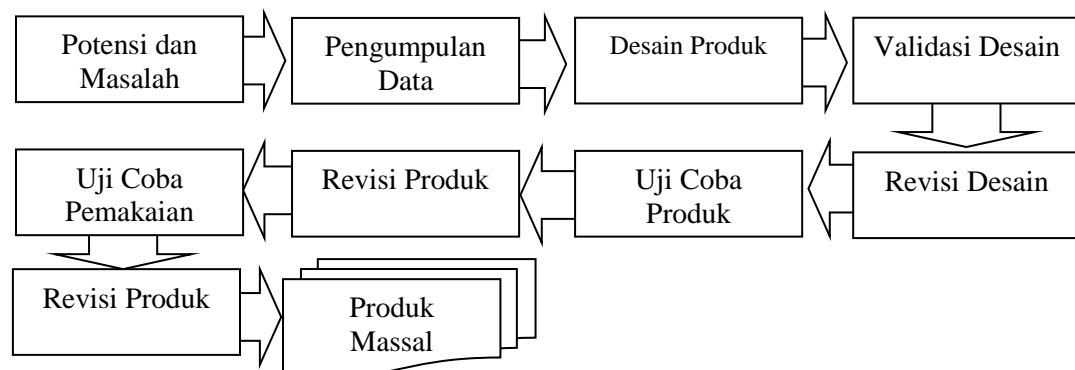 Potensi dan
Masalah
Pengumpulan
Data
Desain Produk
Validasi Desain
Revisi Desain
Uji Coba
Produk
Revisi Produk
Uji Coba
Pemakaian
Revisi Produk
Produk
Massal